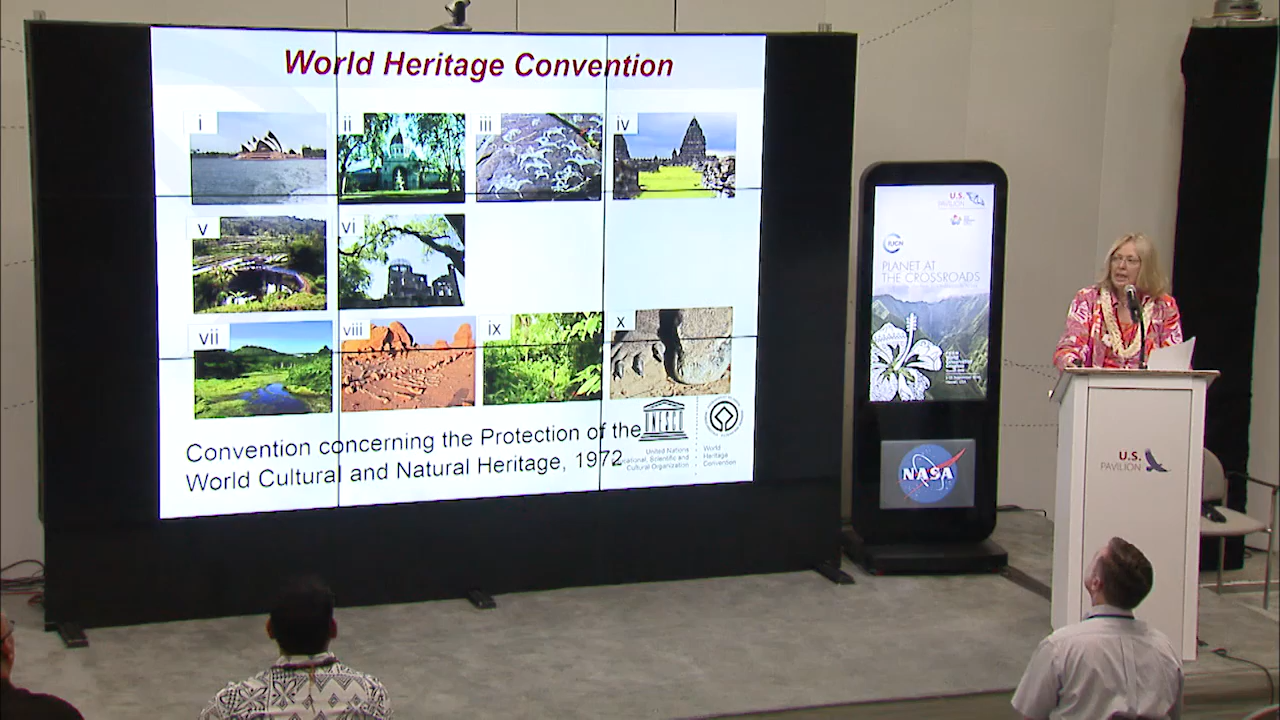 World Heritage Convention
i
ii
iii
iv
v
vi
vii
viii
ix
x
Convention concerning the Protection of the
World Cultural and Natural Heritage, 1972
UNESCO
United Nations
Scientific and
Cultural Organization
World
Heritage
Convention
U.S.
PAVILION
IUCN
PLANET AT
THE CROSSROADS
NASA
U.S.
PAVILION